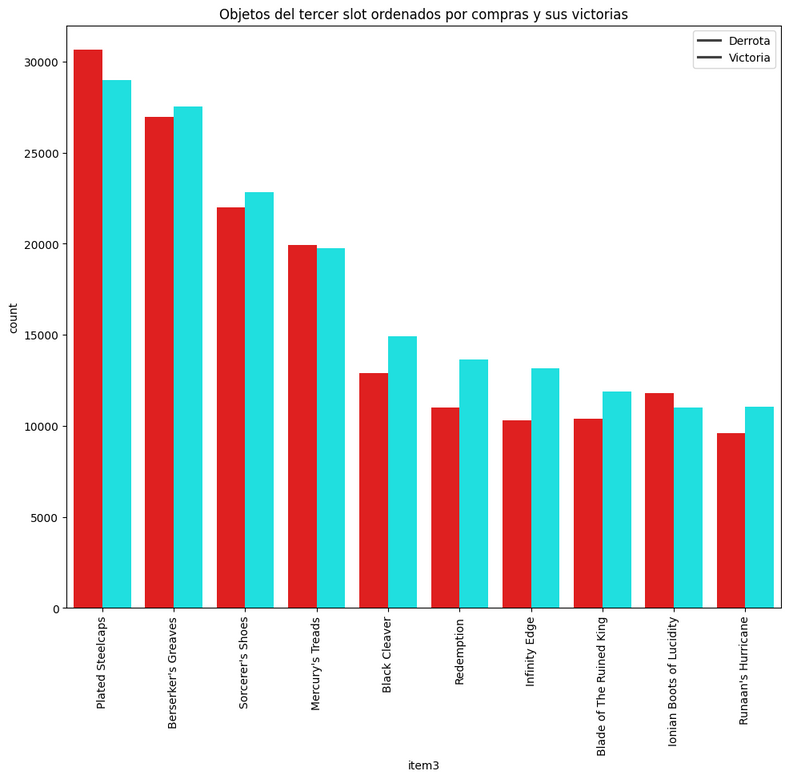 Objetos del tercer slot ordenados por compras y sus victorias
Derrota
Victoria
30000
25000
20000
15000
10000
5000
0
count
Plated Steelcaps
Berserker's Greaves
Sorcerer's Shoes
Mercury's Treads
Black Cleaver
Redemption
Infinity Edge
Blade of The Ruined King
Ionian Boots of Lucidity
Runaan's Hurricane
item3